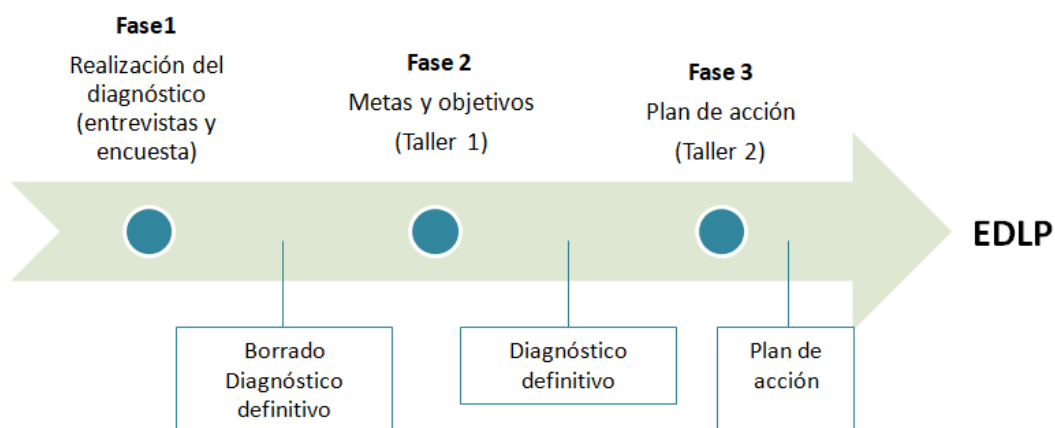 Fase1
Realización del
diagnóstico
(entrevistas y
encuesta)
Fase 2
Metas y objetivos
(Taller 1)
Fase 3
Plan de acción
(Taller 2)
EDLP
Borrado
Diagnóstico
definitivo
Diagnóstico
definitivo
Plan de
acción